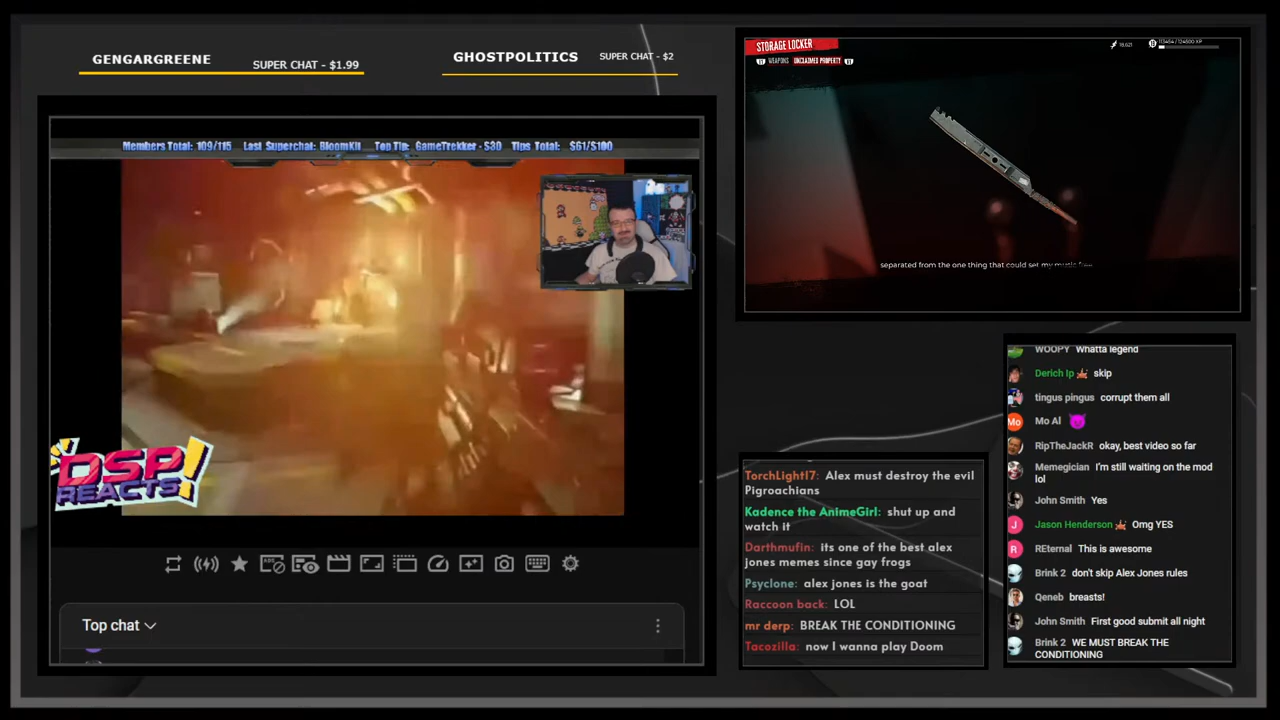 GENGARGREENE
SUPER CHAT - $1.99
GHOSTPOLITICS
SUPER CHAT - $2
Members Total: 109/115 Last Superchat: BloomKit Top Tip: GameTrekker - $30 Tips Total: $61/$100
DSP
REACTS!
Top chat
STORAGE LOCKER
WEAPONS UNCLAIMED PROPERTY
separated from the one thing that could set my music free
TorchLight17: Alex must destroy the evil
Pigroachians
Kadence the AnimeGirl: shut up and
watch it
Darthmufin: its one of the best alex
Jones memes since gay frogs
Psyclone: alex jones is the goat
Raccoon back: LOL
mr derp: BREAK THE CONDITIONING
Tacozilla: now I wanna play Doom
WOOPY Whatta legend
Derich Ip skip
tingus pingus corrupt them all
Mo Al
RipTheJackR okay, best video so far
Memegician I'm still waiting on the mod
lol
John Smith Yes
Jason Henderson Omg YES
REternal This is awesome
Brink 2 don't skip Alex Jones rules
Qeneb breasts!
John Smith First good submit all night
Brink 2 WE MUST BREAK THE
CONDITIONING